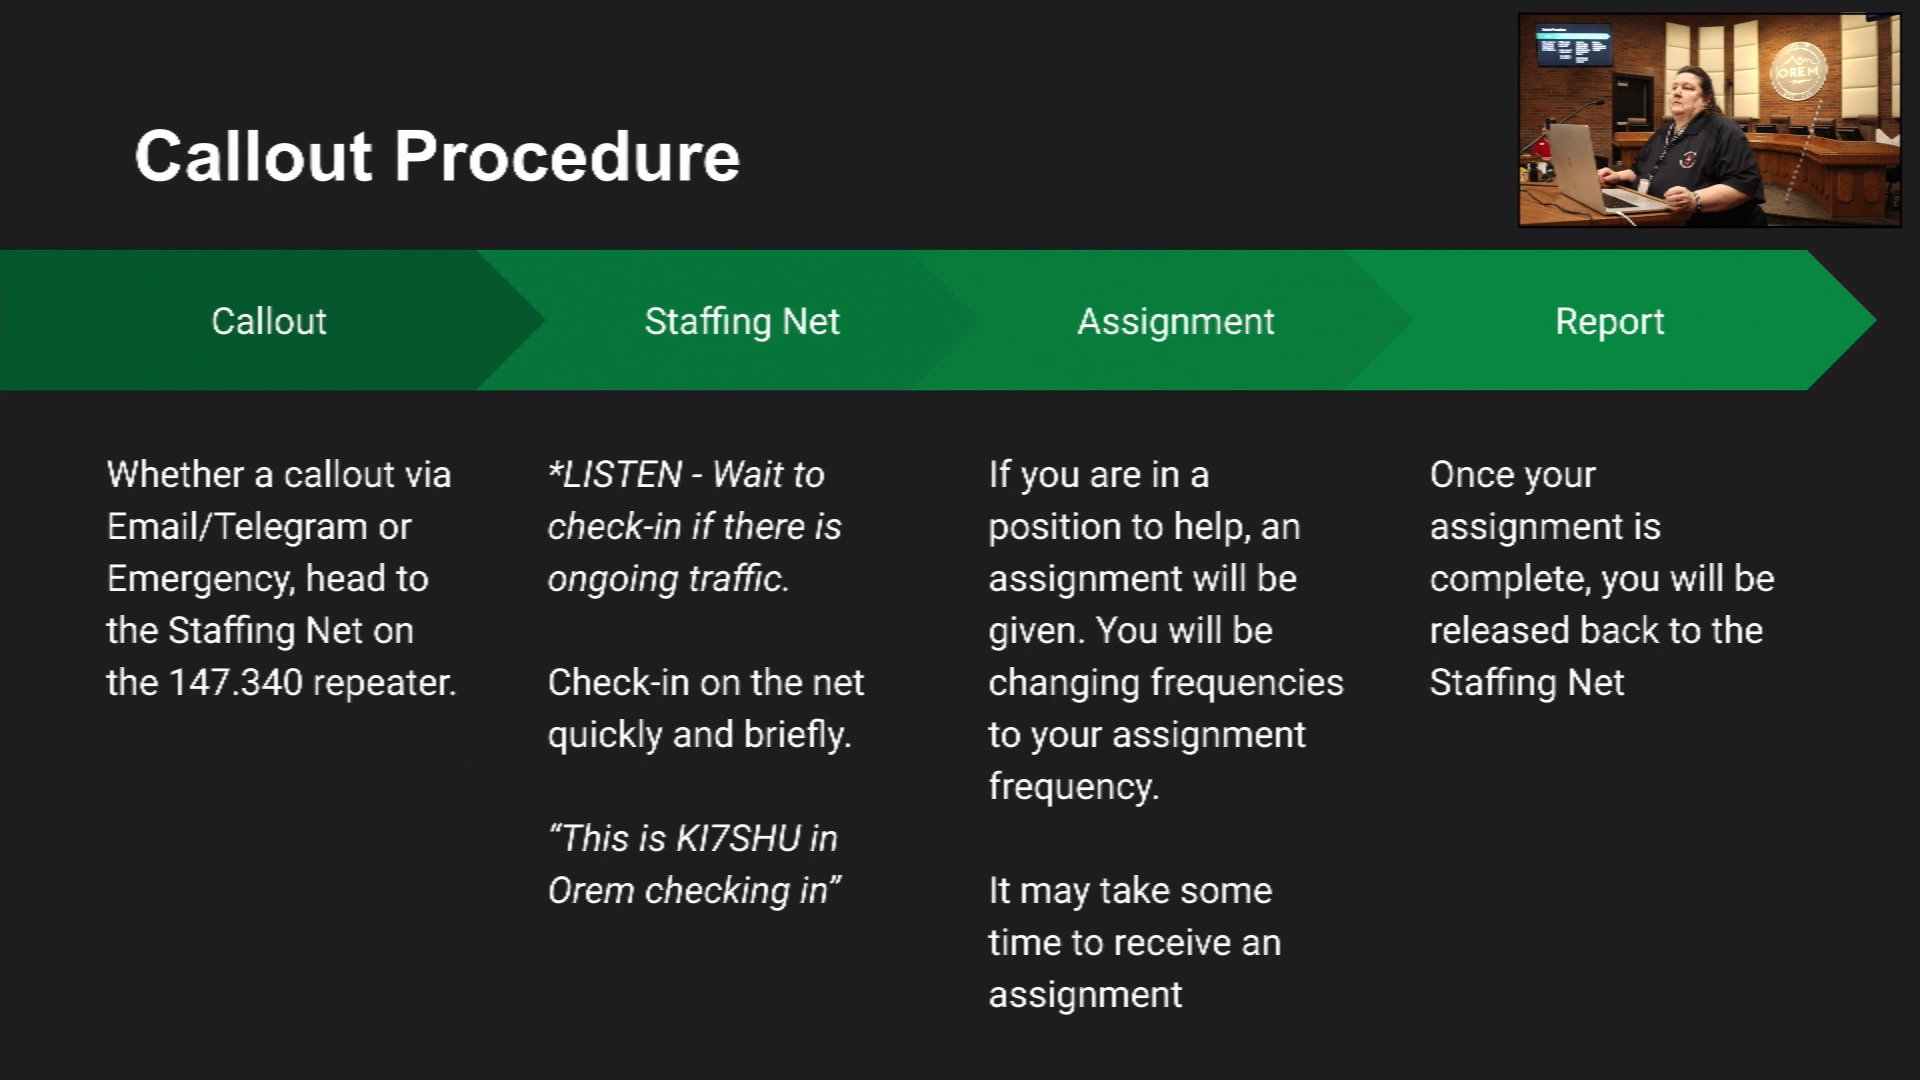 Callout Procedure
OREM
Callout
Staffing Net
Assignment
Report
Whether a callout via
Email/Telegram or
Emergency, head to
the Staffing Net on
the 147.340 repeater.
*LISTEN - Wait to
check-in if there is
ongoing traffic.
Check-in on the net
quickly and briefly.
“This is KI7SHU in
Orem checking in”
If you are in a
position to help, an
assignment will be
given. You will be
changing frequencies
to your assignment
frequency.
It may take some
time to receive an
assignment
Once your
assignment is
complete, you will be
released back to the
Staffing Net